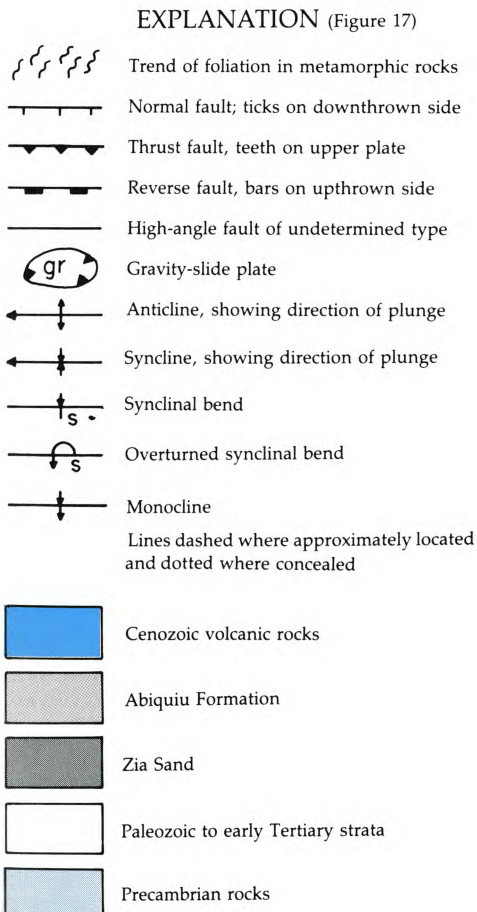 EXPLANATION (Figure 17)
Trend of foliation in metamorphic rocks
Normal fault; ticks on downthrown side
Thrust fault, teeth on upper plate
Reverse fault, bars on upthrown side
High-angle fault of undetermined type
gr Gravity-slide plate
Anticline, showing direction of plunge
Syncline, showing direction of plunge
s Synclinal bend
s Overturned synclinal bend
Monocline
Lines dashed where approximately located
and dotted where concealed
Cenozoic volcanic rocks
Abiquiu Formation
Zia Sand
Paleozoic to early Tertiary strata
Precambrian rocks